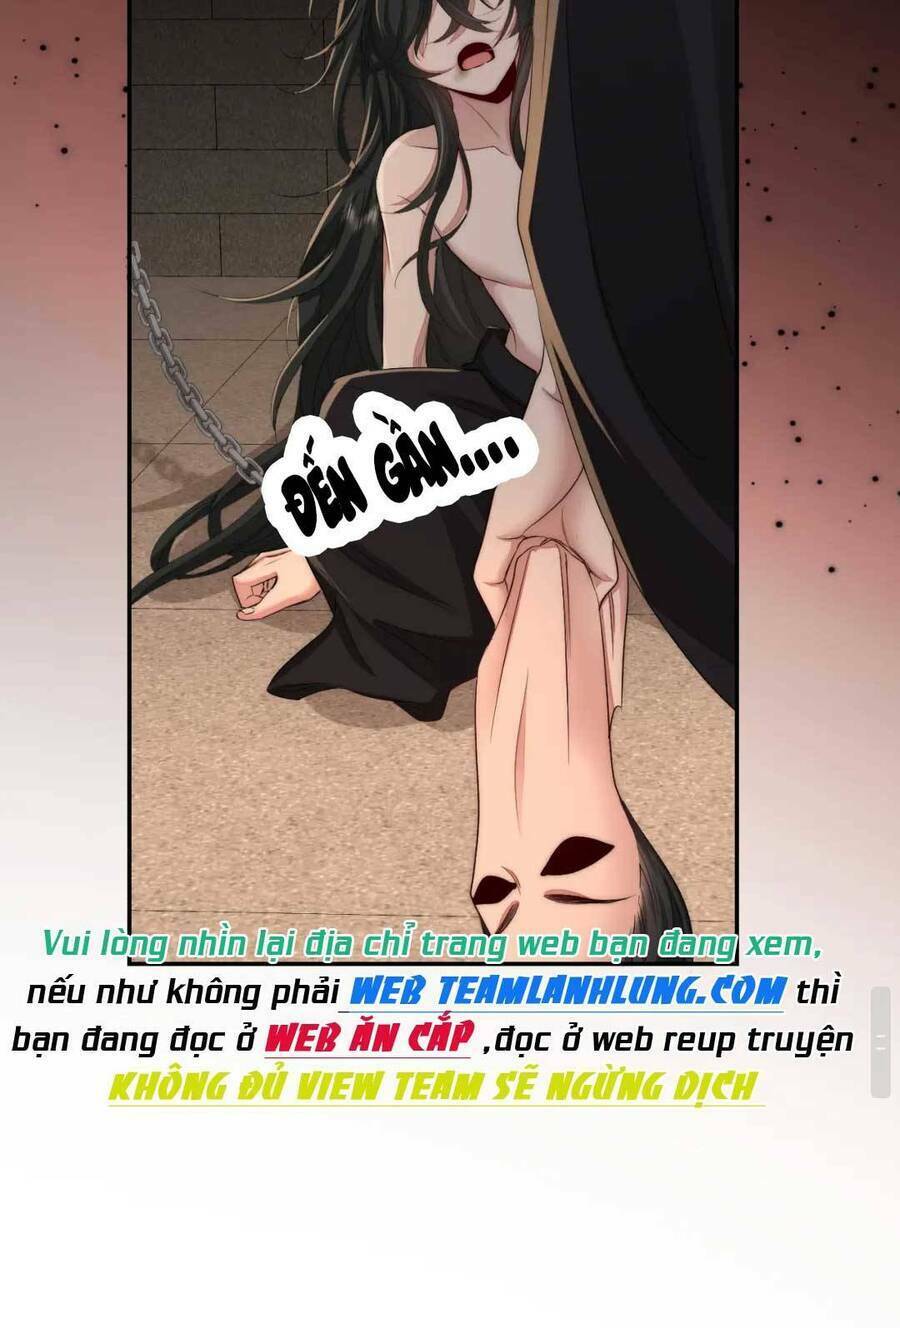 ĐẾN GẦN....
Vui lòng nhìn lại địa chỉ trang web bạn đang xem,
nếu như không phải WEB TEAMLANHLUNG.COM thì
bạn đang đọc ở WEB ĂN CẮP ,đọc ở web reup truyện
KHÔNG ĐỦ VIEW TEAM SẼ NGỪNG DỊCH